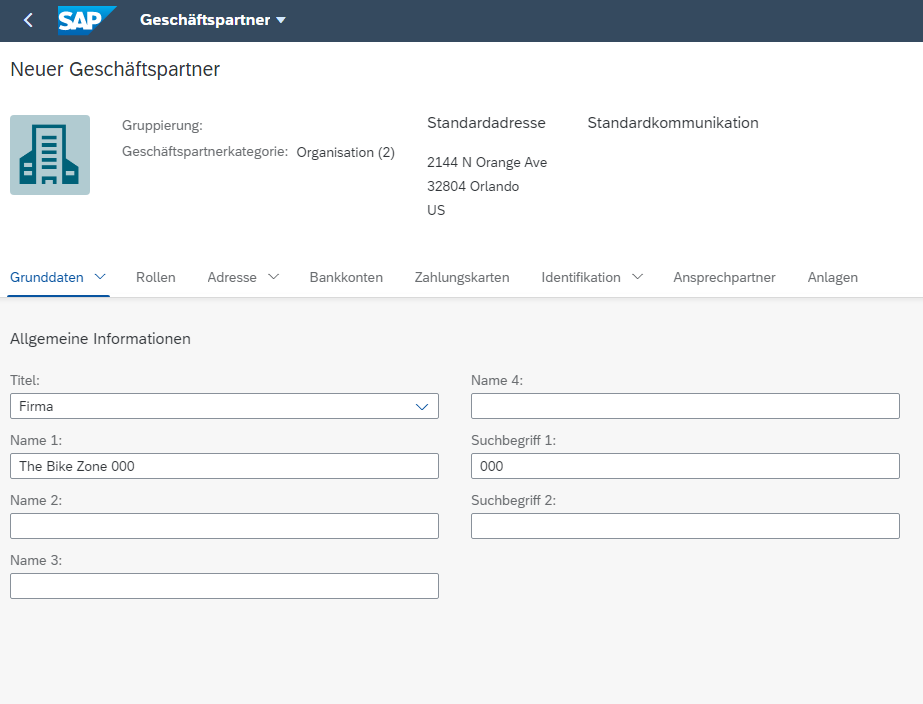 SAP Geschäftspartner
Neuer Geschäftspartner
Gruppierung:
Geschäftspartnerkategorie: Organisation (2)
Standardadresse
2144 N Orange Ave
32804 Orlando
US
Standardkommunikation
Grunddaten Rollen Adresse Bankkonten Zahlungskarten Identifikation Ansprechpartner Anlagen
Allgemeine Informationen
Titel:
Firma
Name 1:
The Bike Zone 000
Name 2:
Name 3:
Name 4:
Suchbegriff 1:
000
Suchbegriff 2: